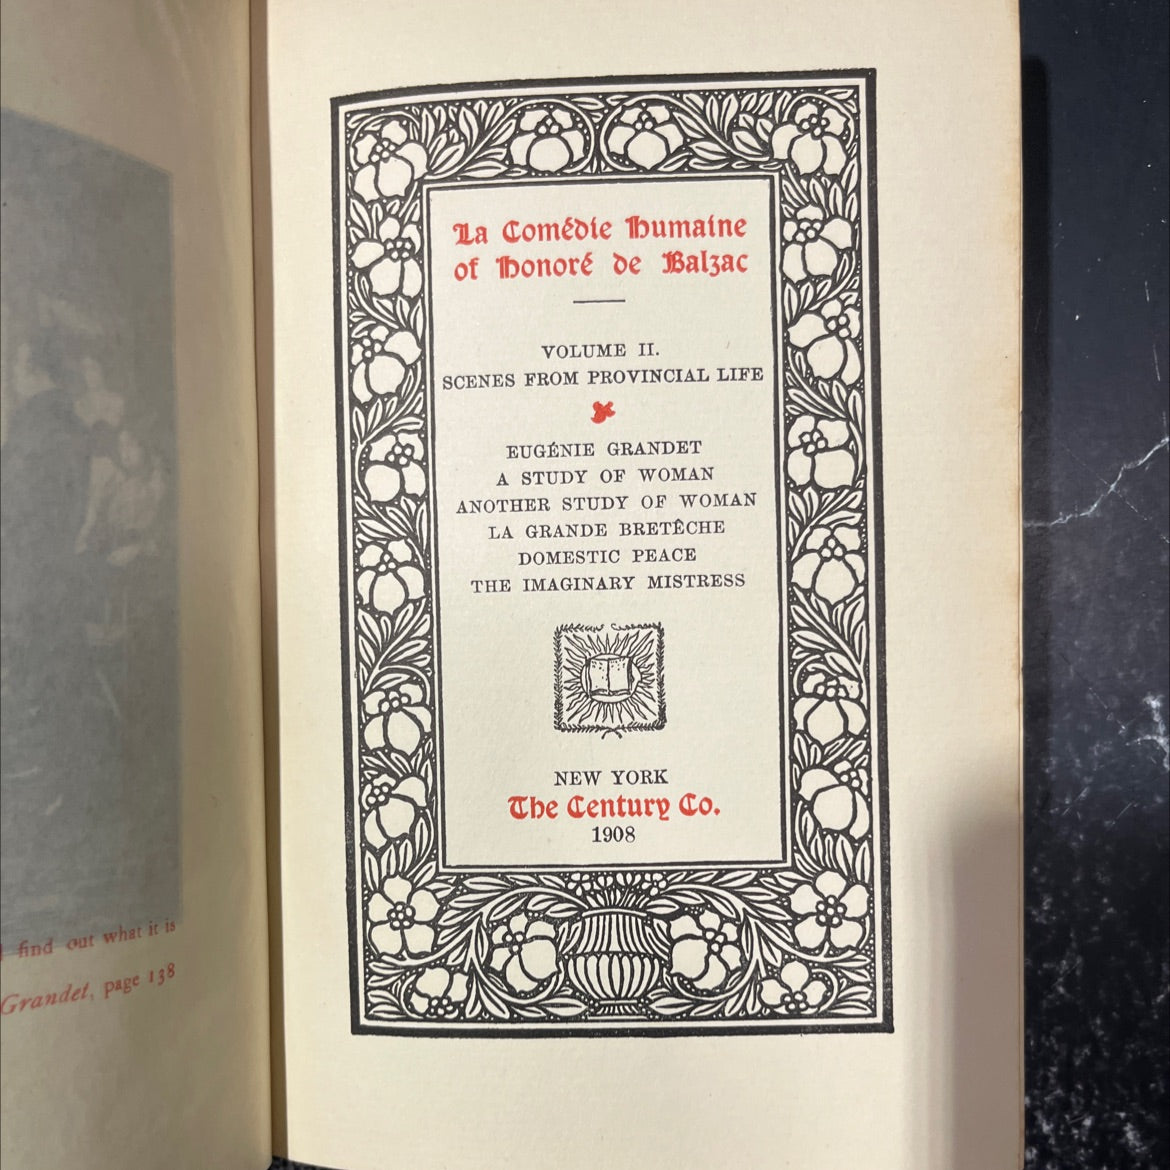 find out what it is
Grandet, page 138
La Comédie Humaine
of Honoré de Balzac
VOLUME II.
SCENES FROM PROVINCIAL LIFE
EUGÉNIE GRANDET
A STUDY OF WOMAN
ANOTHER STUDY OF WOMAN
LA GRANDE BRETÊCHE
DOMESTIC PEACE
THE IMAGINARY MISTRESS
NEW YORK
The Century Co.
1908